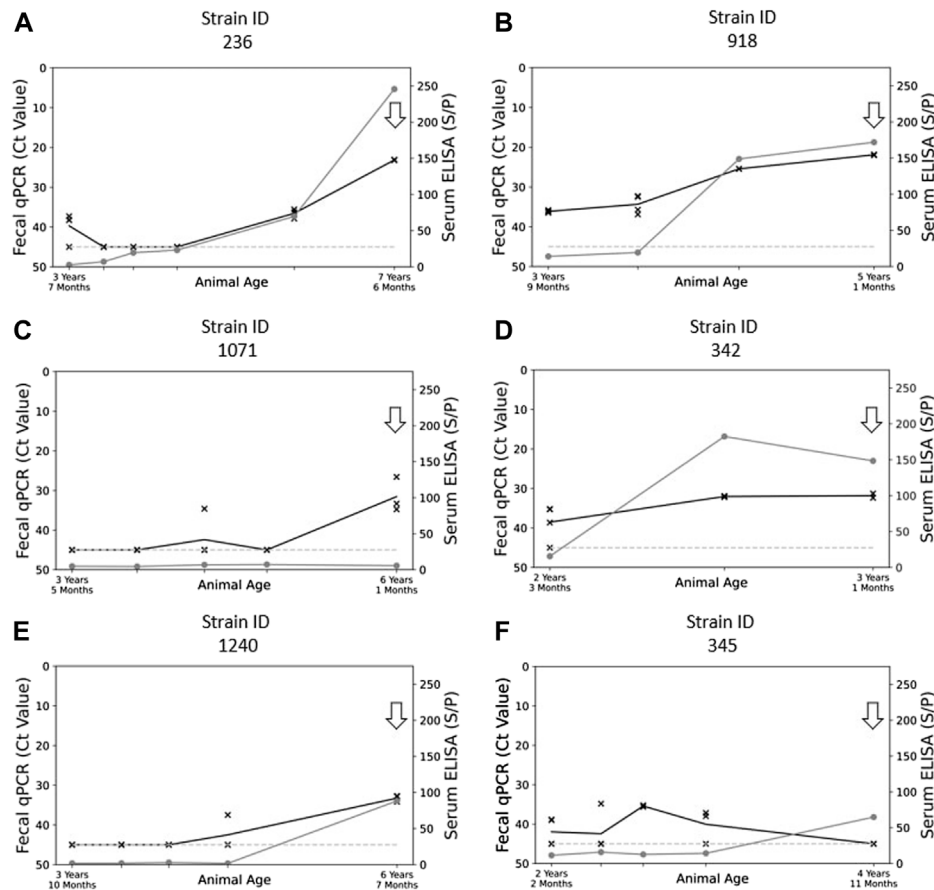 A
Strain ID
236
Fecal qPCR (Ct Value)
0
10
20
30
40
50
Serum ELISA (S/P)
250
200
150
100
50
0
3 Years
7 Months
Animal Age
7 Years
6 Months
B
Strain ID
918
Fecal qPCR (Ct Value)
0
10
20
30
40
50
Serum ELISA (S/P)
250
200
150
100
50
0
3 Years
9 Months
Animal Age
5 Years
1 Months
C
Strain ID
1071
Fecal qPCR (Ct Value)
0
10
20
30
40
50
Serum ELISA (S/P)
250
200
150
100
50
0
3 Years
5 Months
Animal Age
6 Years
1 Months
D
Strain ID
342
Fecal qPCR (Ct Value)
0
10
20
30
40
50
Serum ELISA (S/P)
250
200
150
100
50
0
2 Years
3 Months
Animal Age
3 Years
1 Months
E
Strain ID
1240
Fecal qPCR (Ct Value)
0
10
20
30
40
50
Serum ELISA (S/P)
250
200
150
100
50
0
3 Years
10 Months
Animal Age
6 Years
7 Months
F
Strain ID
345
Fecal qPCR (Ct Value)
0
10
20
30
40
50
Serum ELISA (S/P)
250
200
150
100
50
0
2 Years
2 Months
Animal Age
4 Years
11 Months